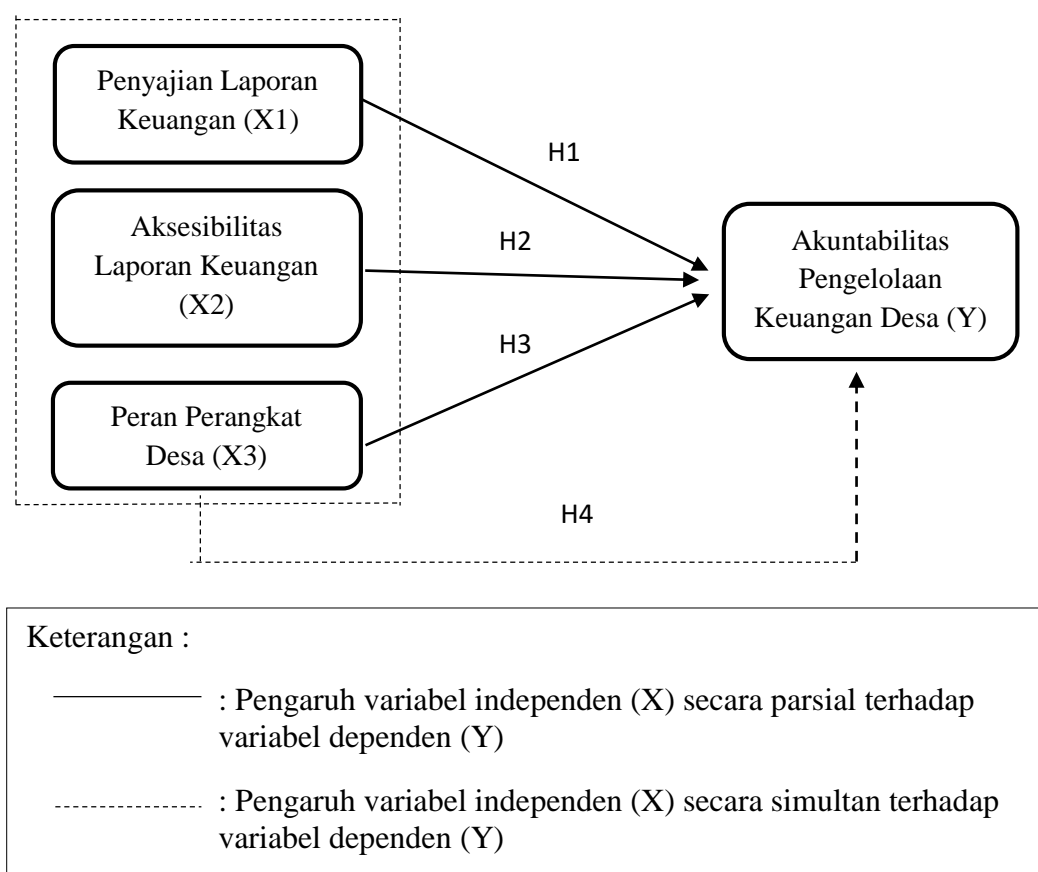 Penyajian Laporan
Keuangan (X1)
H1
Aksesibilitas
Laporan Keuangan
(X2)
H2
Akuntabilitas
Pengelolaan
Keuangan Desa (Y)
H3
Peran Perangkat
Desa (X3)
H4
Keterangan :
: Pengaruh variabel independen (X) secara parsial terhadap
variabel dependen (Y)
: Pengaruh variabel independen (X) secara simultan terhadap
variabel dependen (Y)